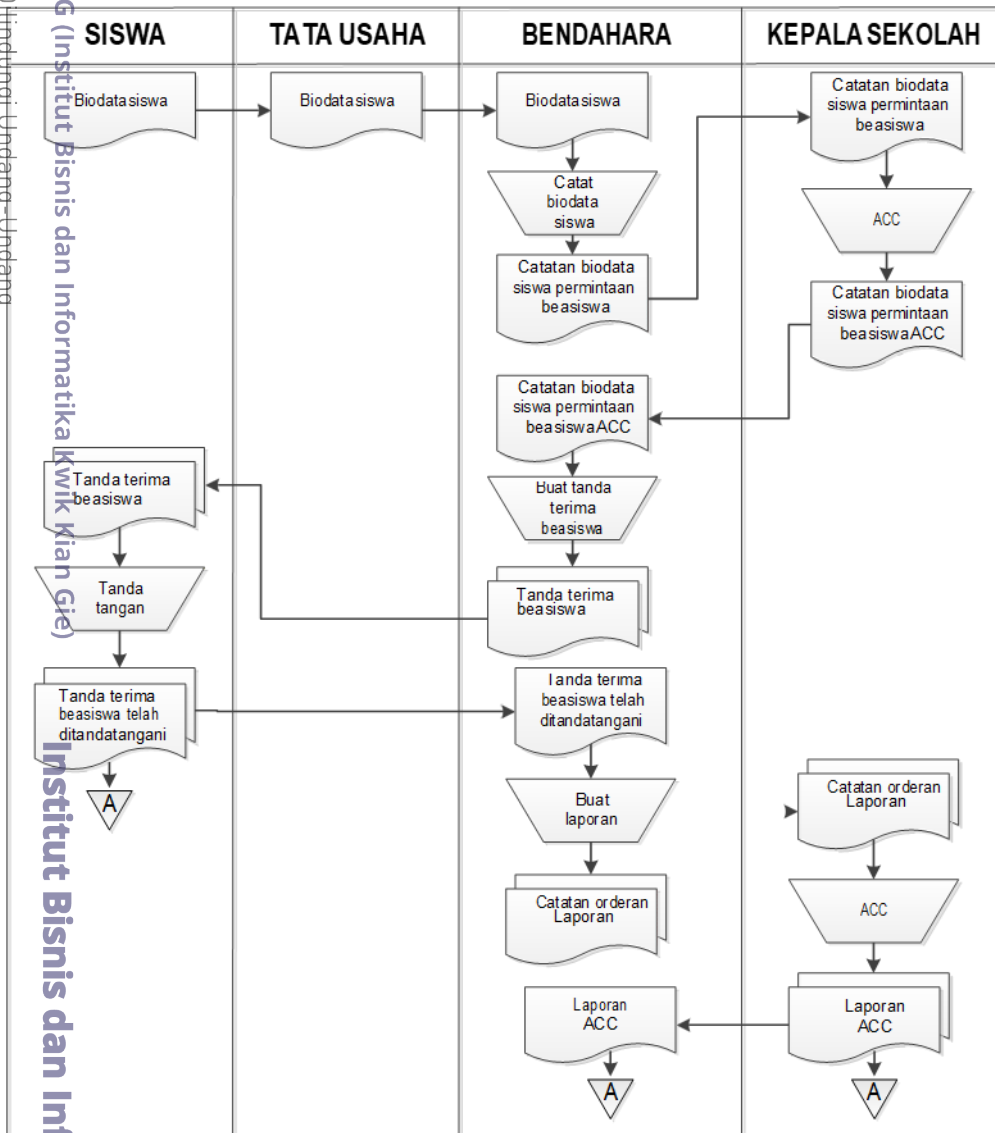 SISWA
TATA USAHA
BENDAHARA
KEPALA SEKOLAH
Biodata siswa
Biodata siswa
Biodata siswa
Catatan biodata
siswa permintaan
beasiswa
Catat
biodata
siswa
ACC
Catatan biodata
siswa permintaan
beasiswa
Catatan biodata
siswa permintaan
beasiswa ACC
Catatan biodata
siswa permintaan
beasiswa ACC
Tanda terima
beasiswa
Buat tanda
terima
beasiswa
Tanda
tangan
Tanda terima
beasiswa
Tanda terima
beasiswa telah
ditandatangani
Tanda terima
beasiswa telah
ditandatangani
A
Buat
laporan
Catatan orderan
Laporan
Catatan orderan
Laporan
ACC
Laporan
ACC
Laporan
ACC
A
A
G (Institut Bisnis dan Informatika Kwik Kian Gie)
Institut Bisnis dan Inf
Dilindungi Undang-Undang